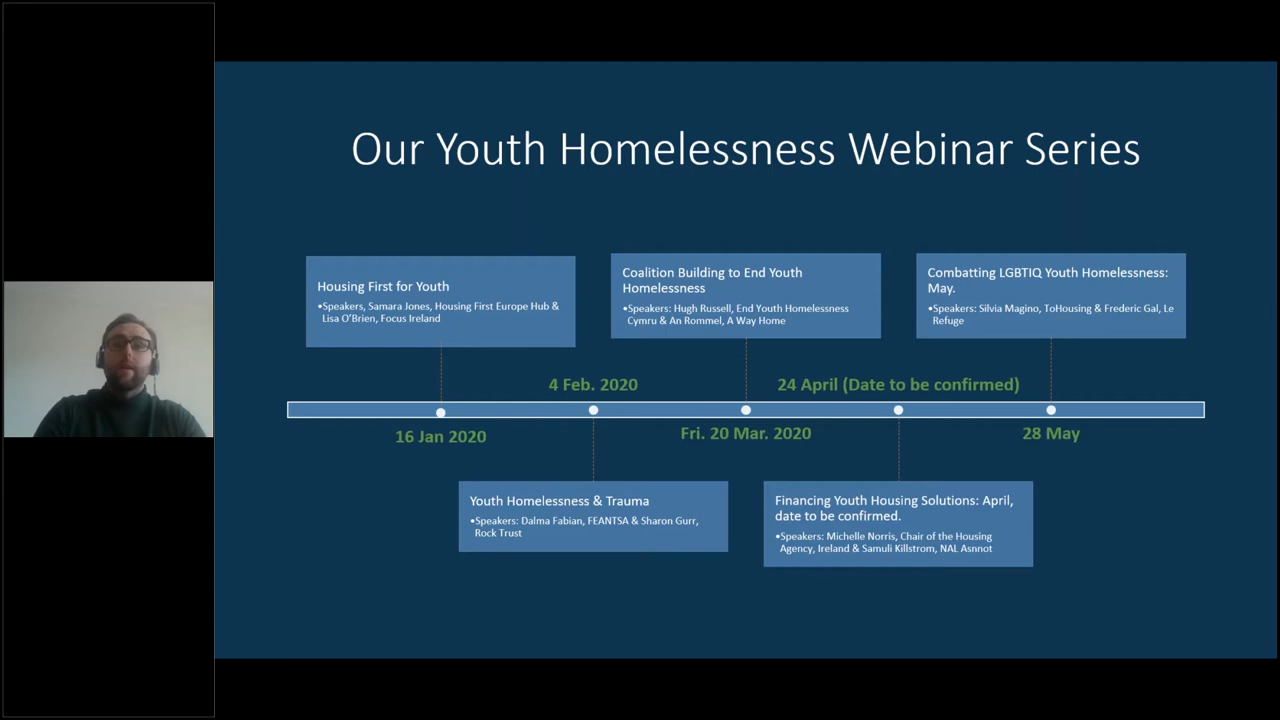 Our Youth Homelessness Webinar Series
Housing First for Youth
•Speakers, Samara Jones, Housing First Europe Hub &
Lisa O'Brien, Focus Ireland
Coalition Building to End Youth
Homelessness
•Speakers: Hugh Russell, End Youth Homelessness
Cymru & An Rommel, A Way Home
Combatting LGBTIQ Youth Homelessness:
May.
•Speakers: Silvia Magino, ToHousing & Frederic Gal, Le
Refuge
4 Feb. 2020
24 April (Date to be confirmed)
16 Jan 2020
Fri. 20 Mar. 2020
28 May
Youth Homelessness & Trauma
•Speakers: Dalma Fabian, FEANTSA & Sharon Gurr,
Rock Trust
Financing Youth Housing Solutions: April,
date to be confirmed.
•Speakers: Michelle Norris, Chair of the Housing
Agency, Ireland & Samuli Killstrom, NAL Asnnot